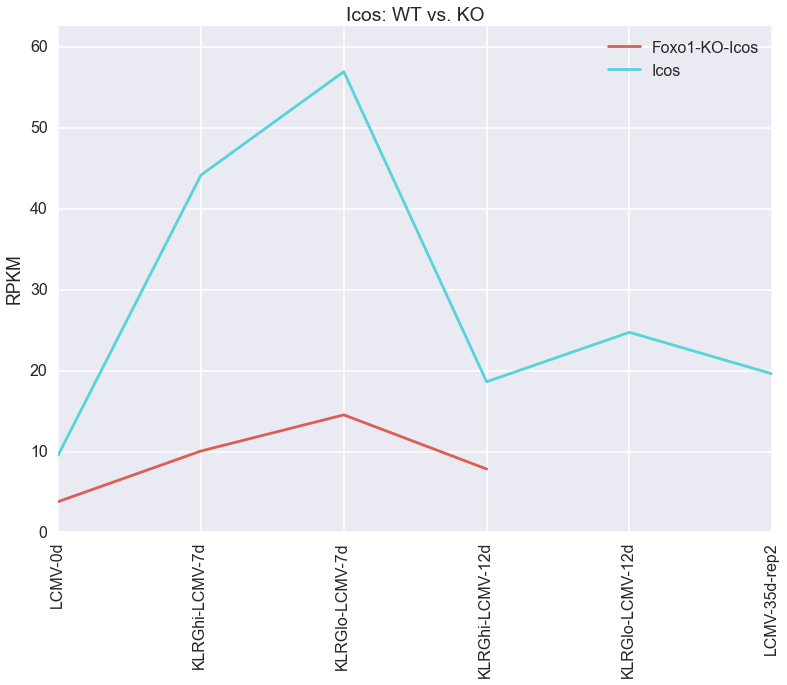 Icos: WT vs. KO
Foxo1-KO-Icos
Icos
RPKM
60
50
40
30
20
10
0
LCMV-0d
KLRGhi-LCMV-7d
KLRGlo-LCMV-7d
KLRGhi-LCMV-12d
KLRGlo-LCMV-12d
LCMV-35d-rep2